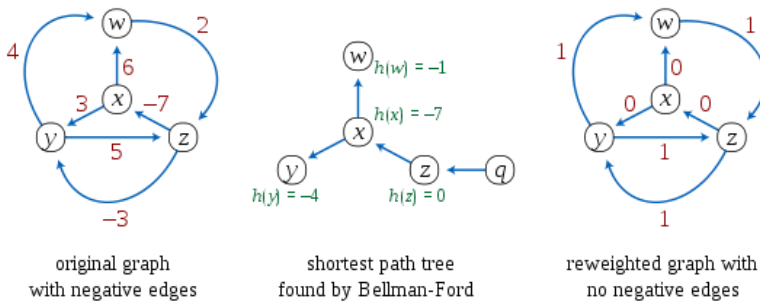 w
4
2
6
x
3
−7
y
5
z
−3
original graph
with negative edges
w
h(w) = −1
x
h(x) = −7
y
z
q
h(y) = −4
h(z) = 0
shortest path tree
found by Bellman-Ford
w
1
1
0
x
0
0
y
1
z
1
reweighted graph with
no negative edges